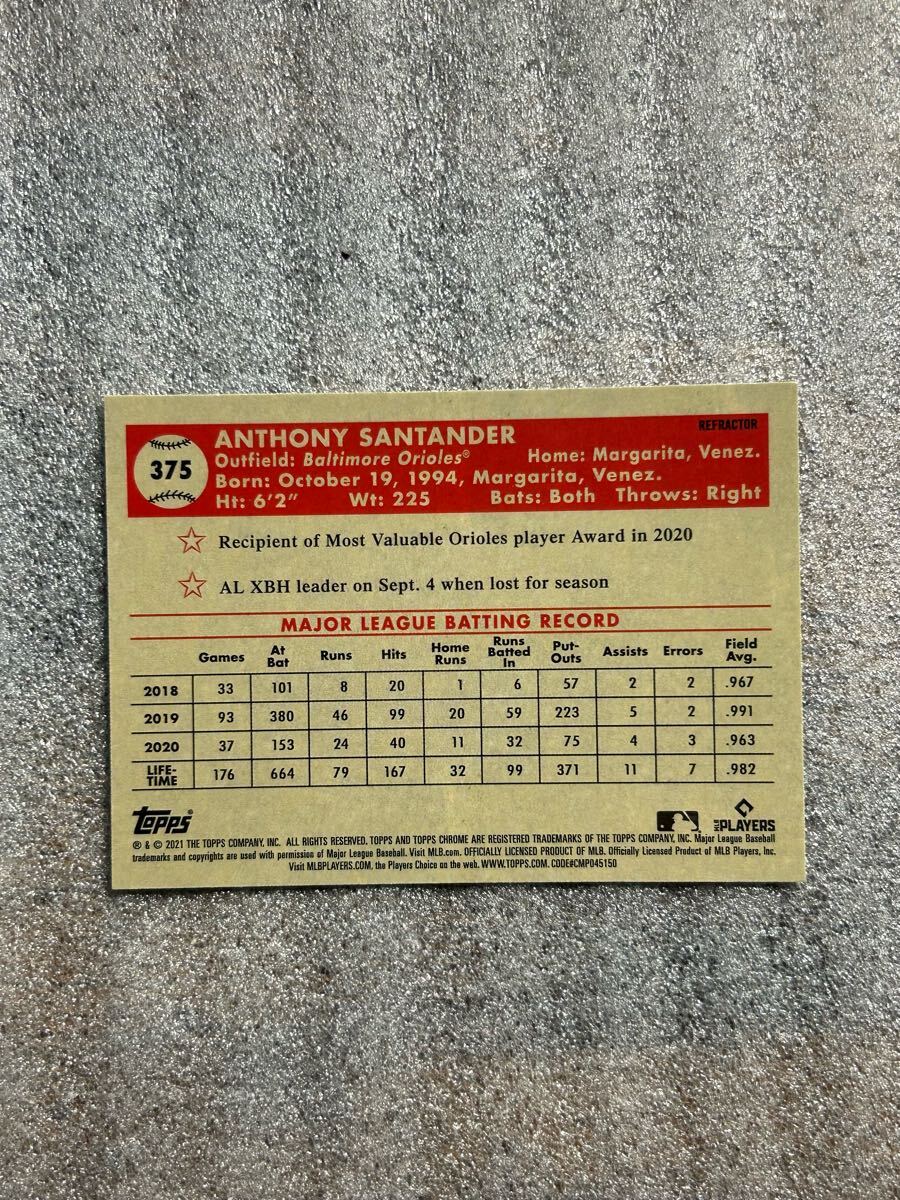 REFRACTOR
375
ANTHONY SANTANDER
Outfield: Baltimore Orioles® Home: Margarita, Venez.
Born: October 19, 1994, Margarita, Venez.
Ht: 6'2" Wt: 225 Bats: Both Throws: Right
Recipient of Most Valuable Orioles player Award in 2020
AL XBH leader on Sept. 4 when lost for season
MAJOR LEAGUE BATTING RECORD
Games At Bat Runs Hits Home Runs Runs Batted In Put-Outs Assists Errors Field Avg.
2018 33 101 8 20 1 6 57 2 2 .967
2019 93 380 46 99 20 59 223 5 2 .991
2020 37 153 24 40 11 32 75 4 3 .963
LIFE-TIME 176 664 79 167 32 99 371 11 7 .982
Topps® MLB PLAYERS
® & © 2021 THE TOPPS COMPANY, INC. ALL RIGHTS RESERVED. TOPPS AND TOPPS CHROME ARE REGISTERED TRADEMARKS OF THE TOPPS COMPANY, INC. Major League Baseball
trademarks and copyrights are used with permission of Major League Baseball. Visit MLB.com. OFFICIALLY LICENSED PRODUCT OF MLB. Officially Licensed Product of MLB Players, Inc.
Visit MLBPLAYERS.COM, the Players Choice on the web. WWW.TOPPS.COM. CODE#CMP045150